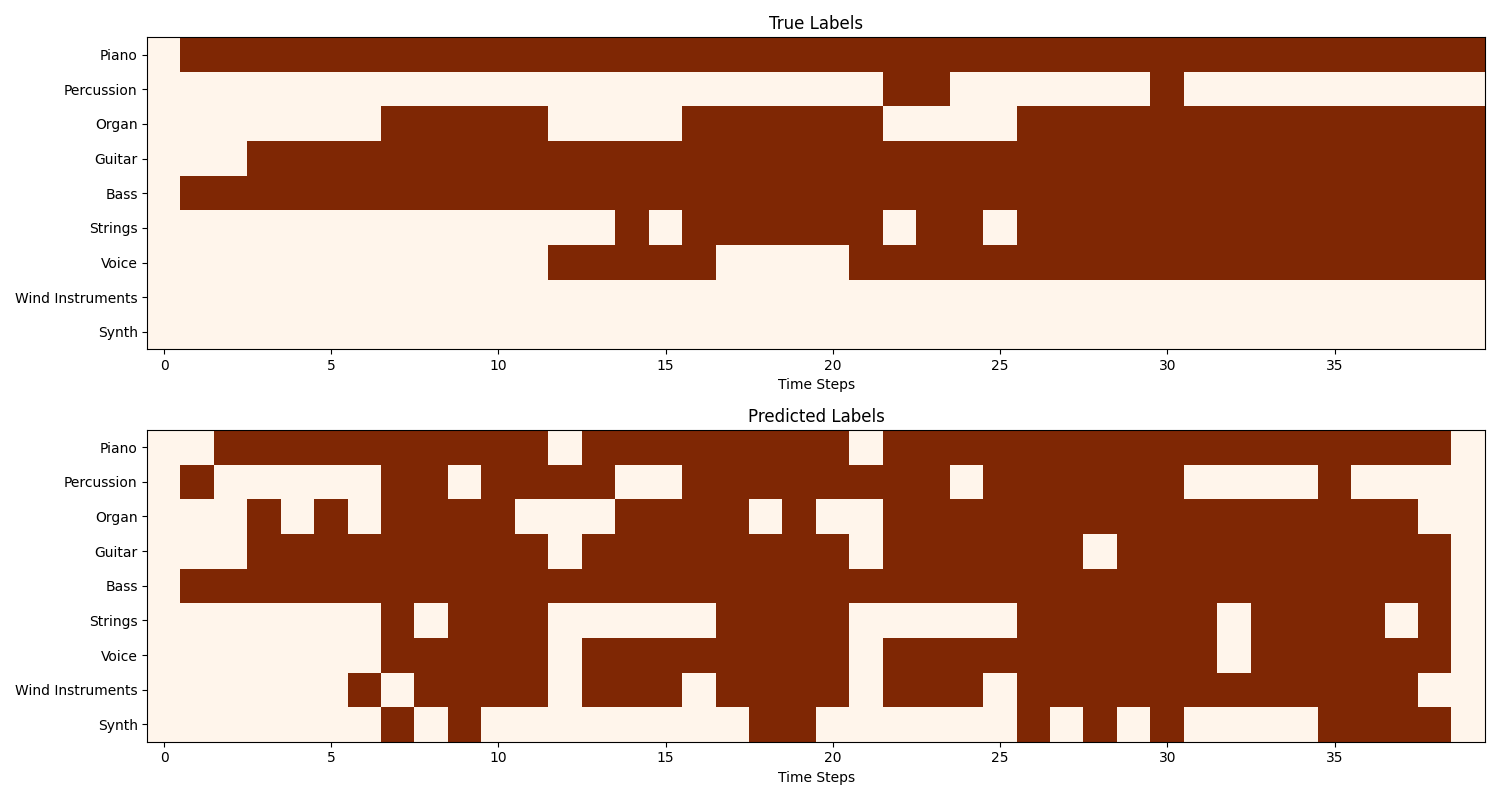 True Labels
Piano
Percussion
Organ
Guitar
Bass
Strings
Voice
Wind Instruments
Synth
0 5 10 15 20 25 30 35
Time Steps
Predicted Labels
Piano
Percussion
Organ
Guitar
Bass
Strings
Voice
Wind Instruments
Synth
0 5 10 15 20 25 30 35
Time Steps